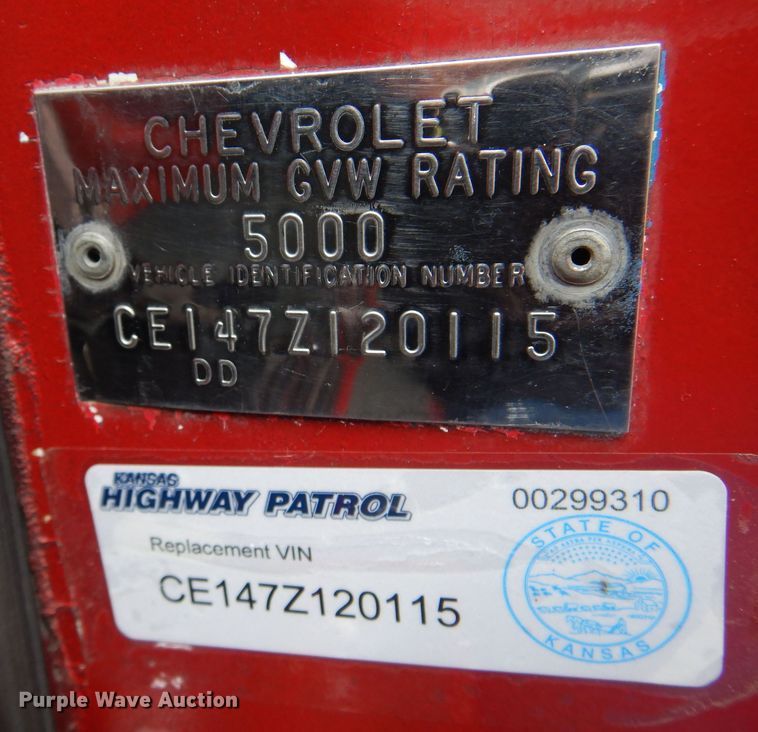 CHEVROLET
MAXIMUM GVW RATING
5000
VEHICLE IDENTIFICATION NUMBER
CE147Z120115
DD
KANSAS
HIGHWAY PATROL
00299310
Replacement VIN
CE147Z120115
STATE OF
KANSAS
Purple Wave Auction